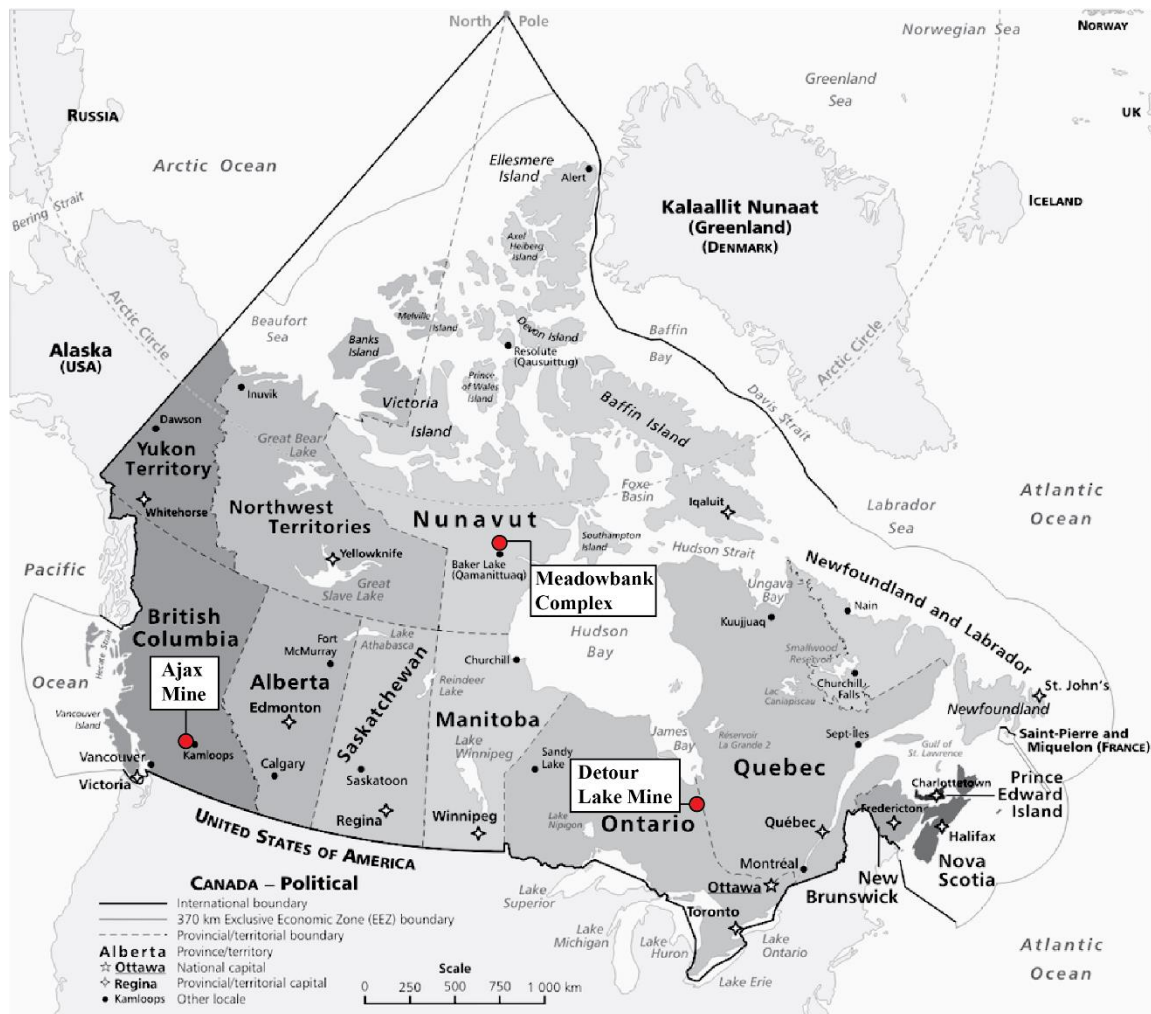 North Pole
Norwegian Sea
NORWAY
Greenland
Sea
RUSSIA
UK
Arctic Ocean
Ellesmere
Island
Alert
Bering Strait
Kalaallit Nunaat
(Greenland)
(DENMARK)
ICELAND
Axel
Heiberg
Island
Arctic Circle
Beaufort
Sea
Melville
Island
Devon Island
Baffin
Bay
Arctic Circle
Alaska
(USA)
Banks
Island
Resolute
(Qausuittuq)
Prince
of Wales
Island
Inuvik
Victoria
Island
Baffin Island
Davis Strait
Dawson
Yukon
Territory
Great Bear
Lake
Foxe
Basin
Whitehorse
Northwest
Territories
Nunavut
Iqaluit
Labrador
Sea
Atlantic
Ocean
Southampton
Island
Hudson Strait
Yellowknife
Great
Slave Lake
Baker Lake
(Qamanittuaq)
Meadowbank
Complex
Pacific
Ocean
Newfoundland and Labrador
Ungava
Bay
Kuujjuaq
Nain
British
Columbia
Hecate Strait
Fort
McMurray
Lake
Athabasca
Hudson
Bay
Smallwood
Reservoir
Ajax
Mine
Alberta
Edmonton
Saskatchewan
Churchill
Reindeer
Lake
Churchill
Falls
Lac
Caniapiscau
St. John's
Newfoundland
Vancouver
Island
Manitoba
Lake
Winnipeg
James
Bay
Réservoir
La Grande 2
Sept-Îles
Saint-Pierre and
Miquelon (FRANCE)
Gulf of
St. Lawrence
Kamloops
Vancouver
Victoria
Calgary
Saskatoon
Sandy
Lake
Detour
Lake Mine
Quebec
Charlottetown
Prince
Edward
Island
Fredericton
Regina
Winnipeg
Lake
Nipigon
Ontario
Québec
Halifax
UNITED STATES OF AMERICA
Montréal
Nova
Scotia
New
Brunswick
Ottawa
Toronto
Lake
Superior
Lake
Michigan
Lake
Huron
Lake
Ontario
Lake Erie
Atlantic
Ocean
CANADA – Political
International boundary
370 km Exclusive Economic Zone (EEZ) boundary
Provincial/territorial boundary
Alberta Province/territory
Ottawa National capital
Regina Provincial/territorial capital
Kamloops Other locale
Scale
0 250 500 750 1 000 km